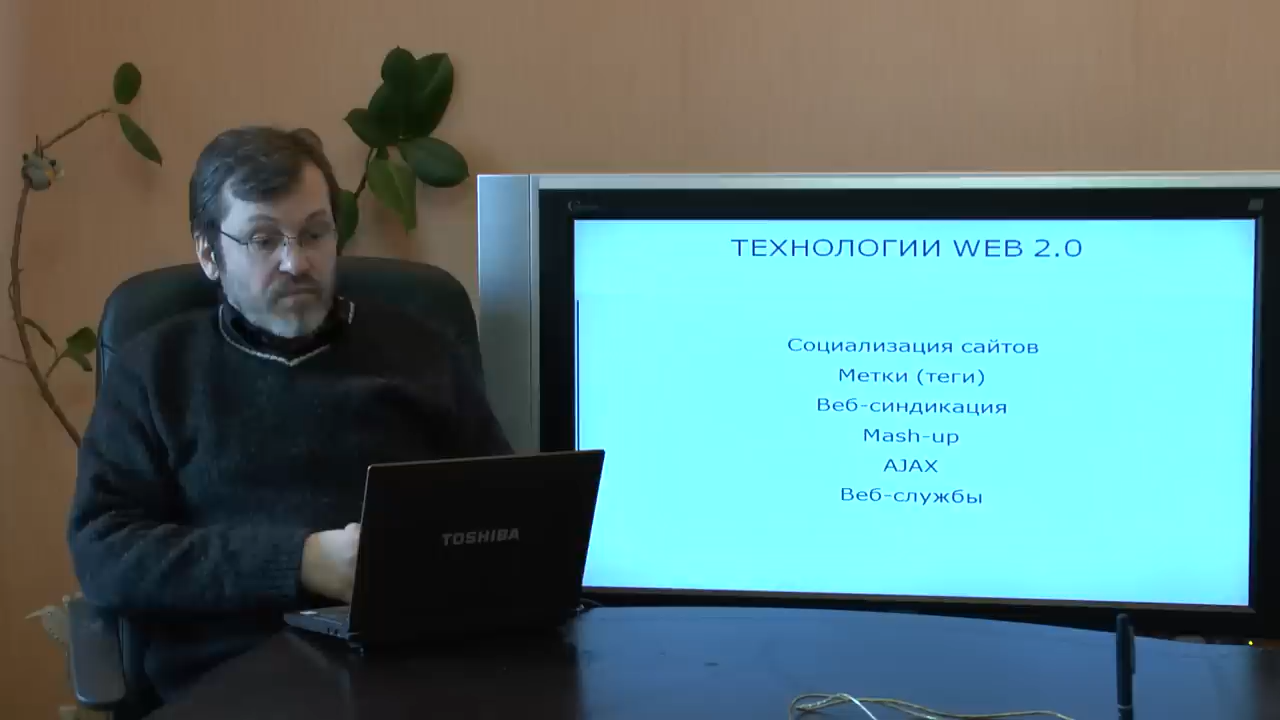 ТЕХНОЛОГИИ WEB 2.0
Социализация сайтов
Метки (теги)
Веб-синдикация
Mash-up
AJAX
Веб-службы
TOSHIBA